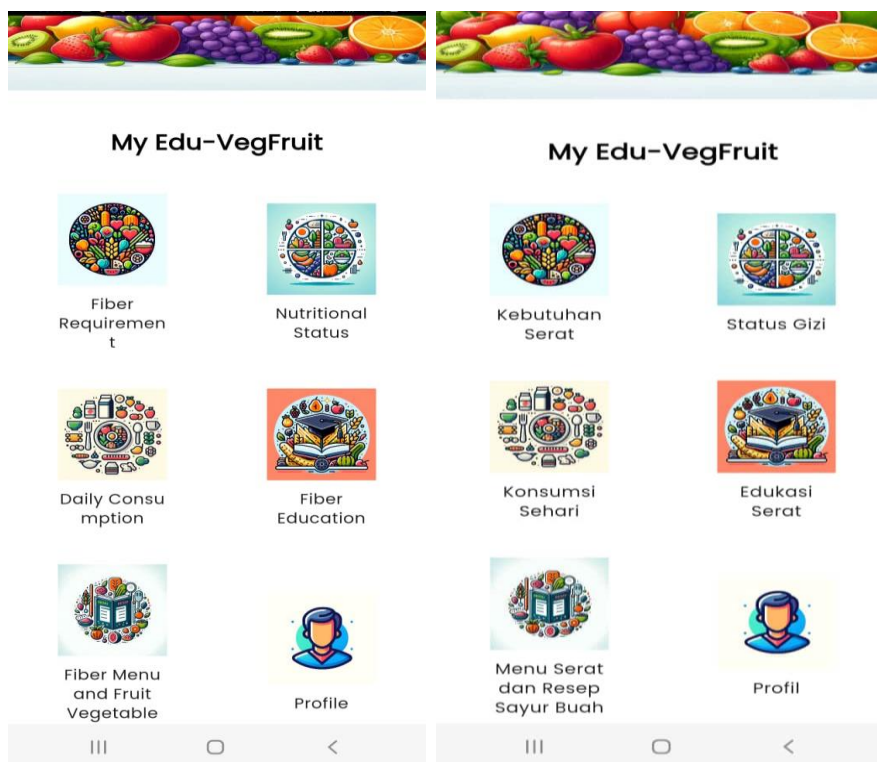 My Edu-VegFruit
Fiber
Requiremen
t
Nutritional
Status
Daily Consu
mption
Fiber
Education
Fiber Menu
and Fruit
Vegetable
Profile
My Edu-VegFruit
Kebutuhan
Serat
Status Gizi
Konsumsi
Sehari
Edukasi
Serat
Menu Serat
dan Resep
Sayur Buah
Profil